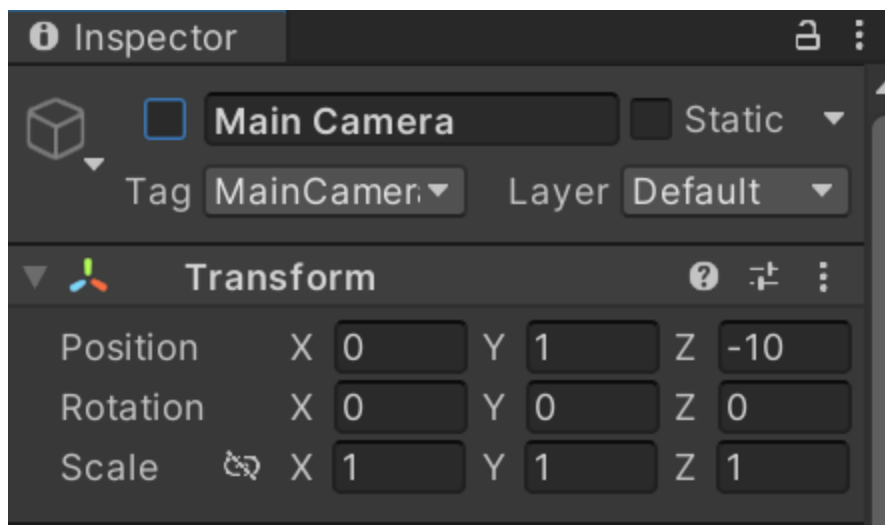 Inspector
Main Camera Static
Tag MainCamer Layer Default
Transform
Position X 0 Y 1 Z -10
Rotation X 0 Y 0 Z 0
Scale X 1 Y 1 Z 1